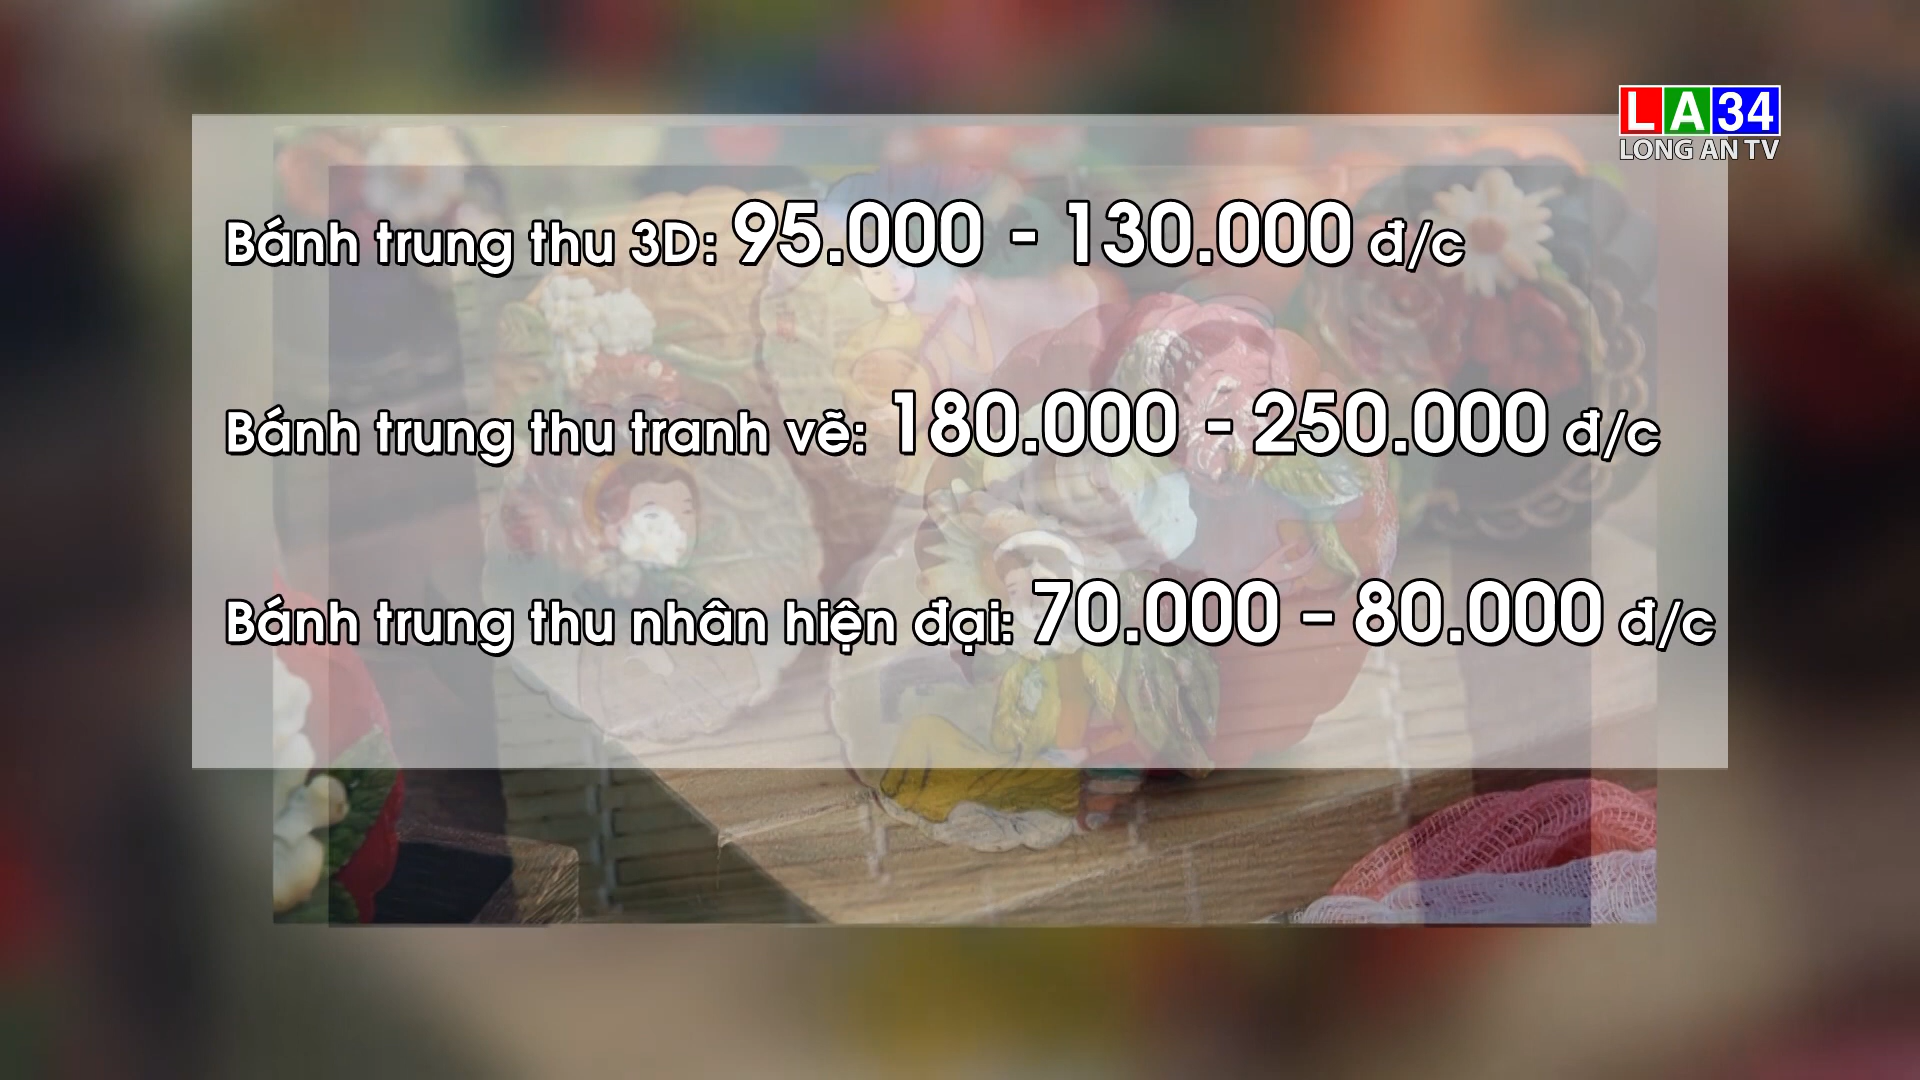 LA34
LONG AN TV
Bánh trung thu 3D: 95.000 - 130.000 đ/c
Bánh trung thu tranh vẽ: 180.000 - 250.000 đ/c
Bánh trung thu nhân hiện đại: 70.000 – 80.000 đ/c